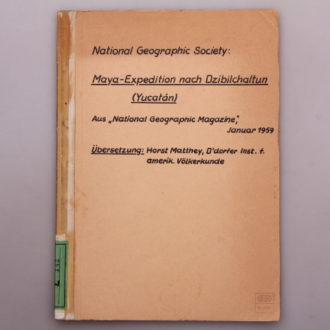 National Geographic Society:
Maya-Expedition nach Dzibilchaltun
(Yucatán)
Aus „National Geographic Magazine,"
Januar 1959
Übersetzung: Horst Matthey, D'dorfer Inst. f.
amerik. Völkerkunde